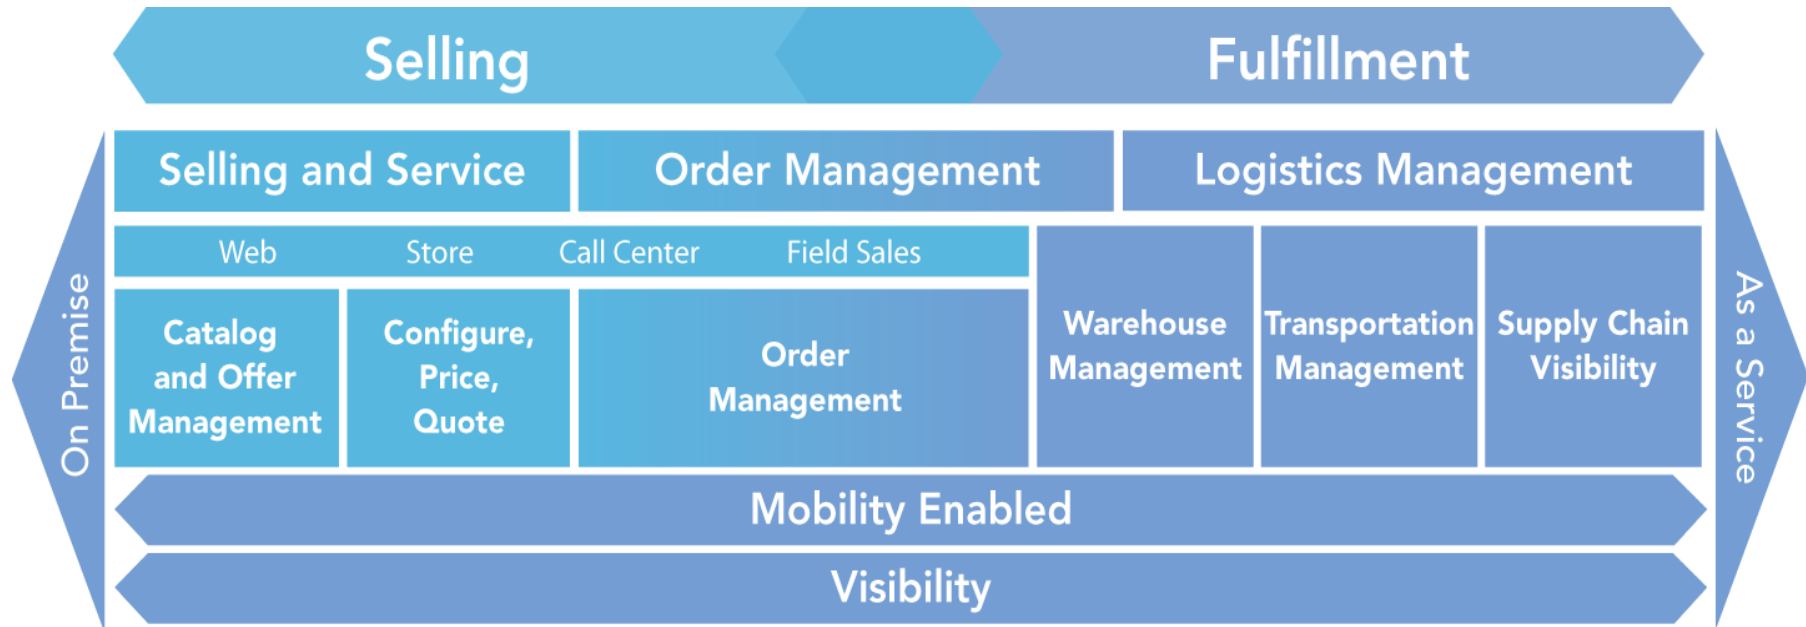 Selling
Fulfillment
Selling and Service
Order Management
Logistics Management
Web
Store
Call Center
Field Sales
On Premise
Catalog
and Offer
Management
Configure,
Price,
Quote
Order
Management
Warehouse
Management
Transportation
Management
Supply Chain
Visibility
As a Service
Mobility Enabled
Visibility